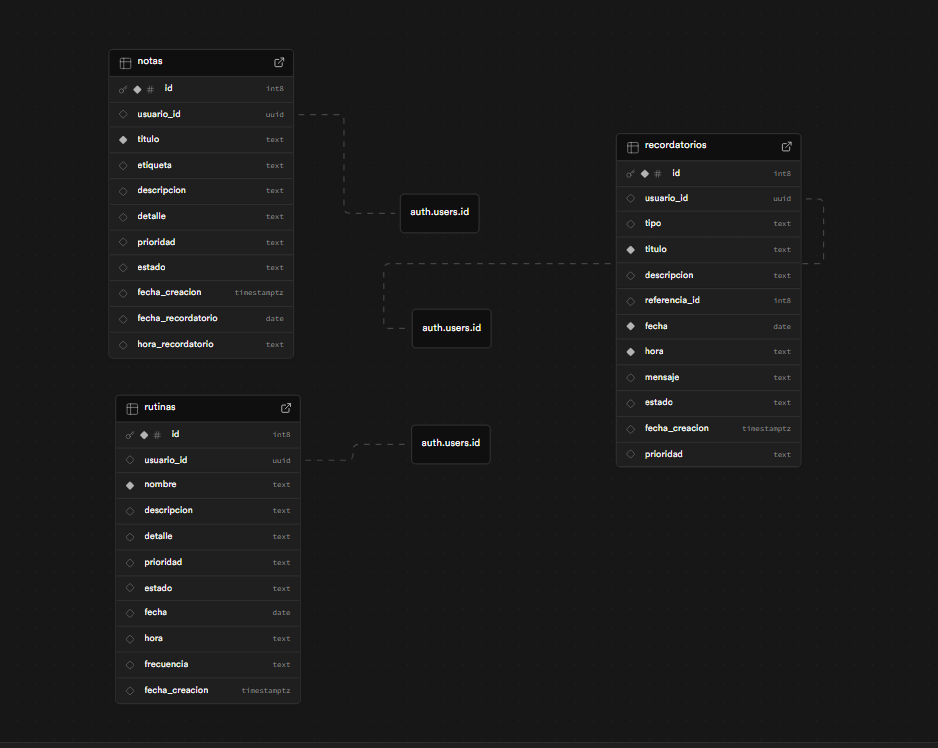 notas
# id int8
usuario_id uuid
titulo text
etiqueta text
descripcion text
detalle text
prioridad text
estado text
fecha_creacion timestamptz
fecha_recordatorio date
hora_recordatorio text
auth.users.id
recordatorios
# id int8
usuario_id uuid
tipo text
titulo text
descripcion text
referencia_id int8
fecha date
hora text
mensaje text
estado text
fecha_creacion timestamptz
prioridad text
auth.users.id
rutinas
# id int8
usuario_id uuid
nombre text
descripcion text
detalle text
prioridad text
estado text
fecha date
hora text
frecuencia text
fecha_creacion timestamptz
auth.users.id